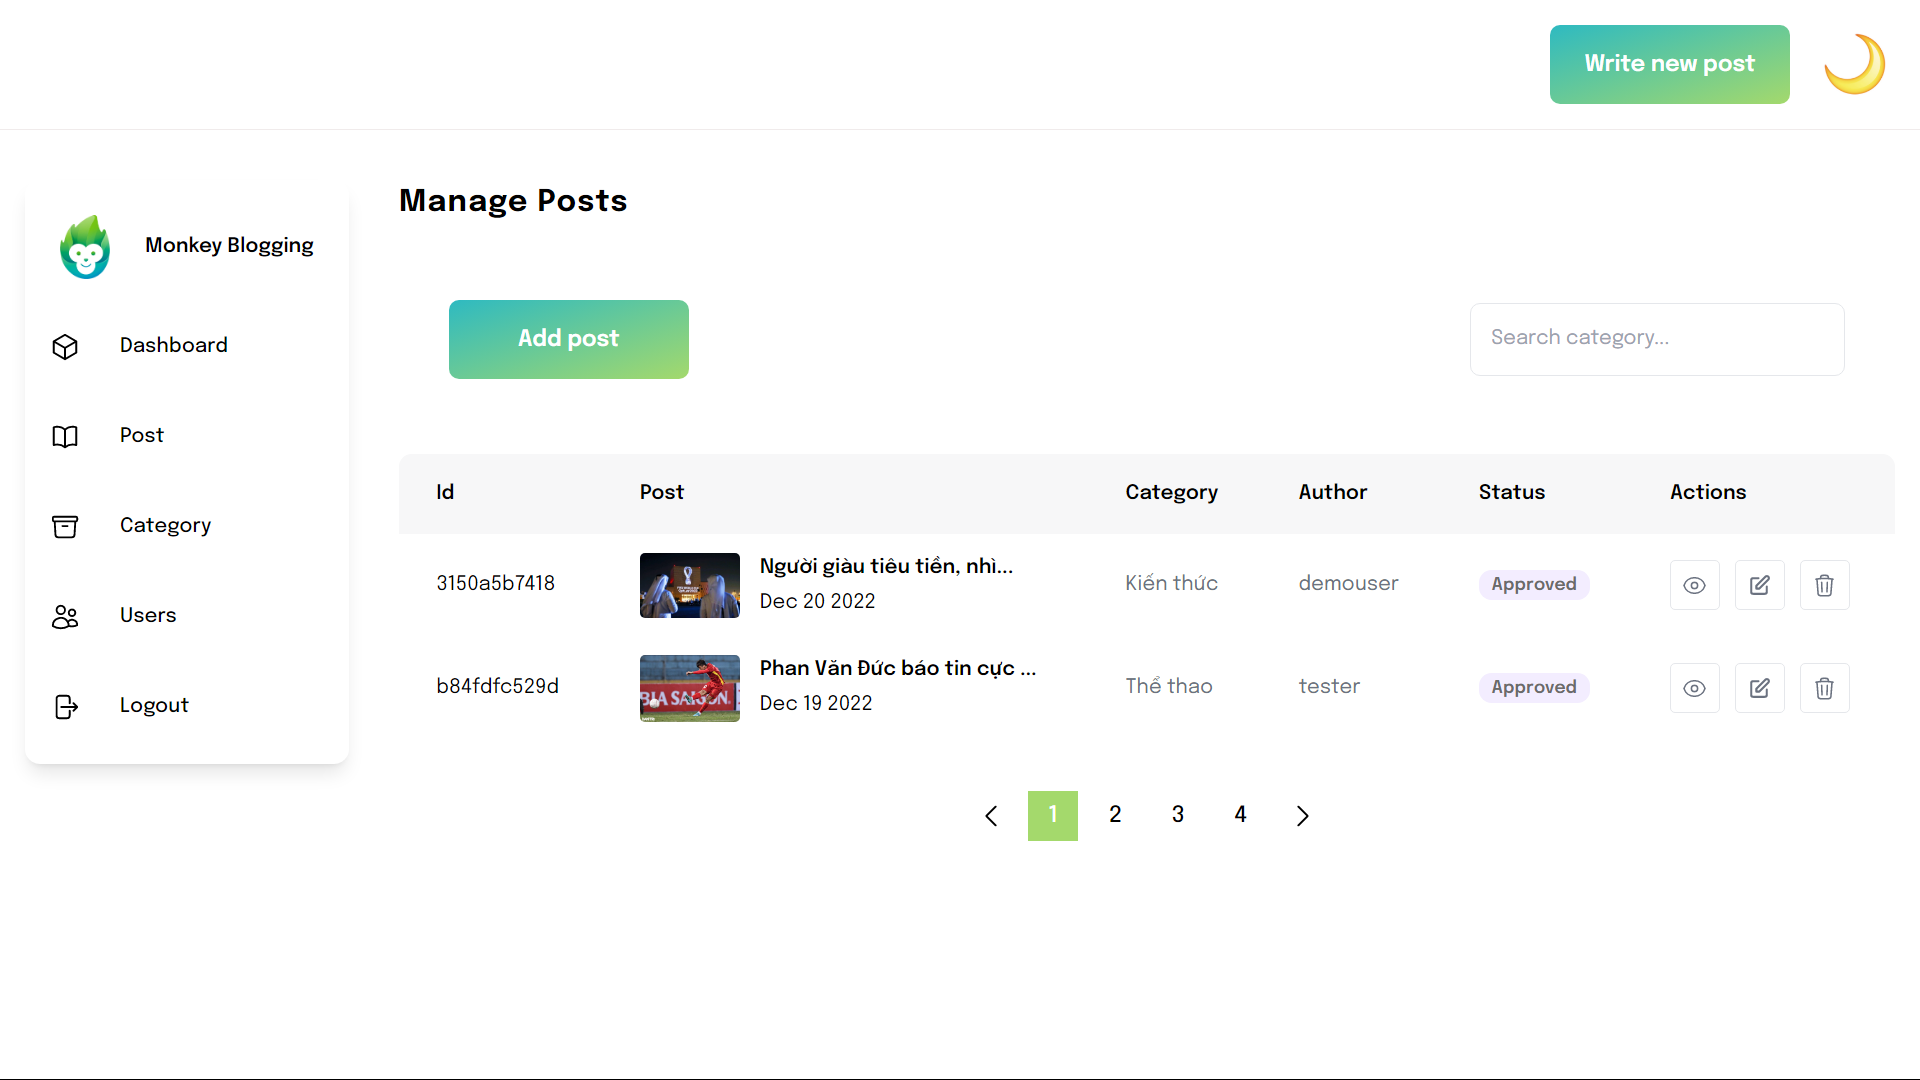 Write new post
Manage Posts
Monkey Blogging
Add post
Search category...
Dashboard
Post
Category
Users
Logout
Id Post Category Author Status Actions
3150a5b7418 Người giàu tiêu tiền, nhì... Kiến thức demouser Approved
Dec 20 2022
b84fdfc529d Phan Văn Đức báo tin cực ... Thể thao tester Approved
Dec 19 2022
BIA SAIGON.
1 2 3 4